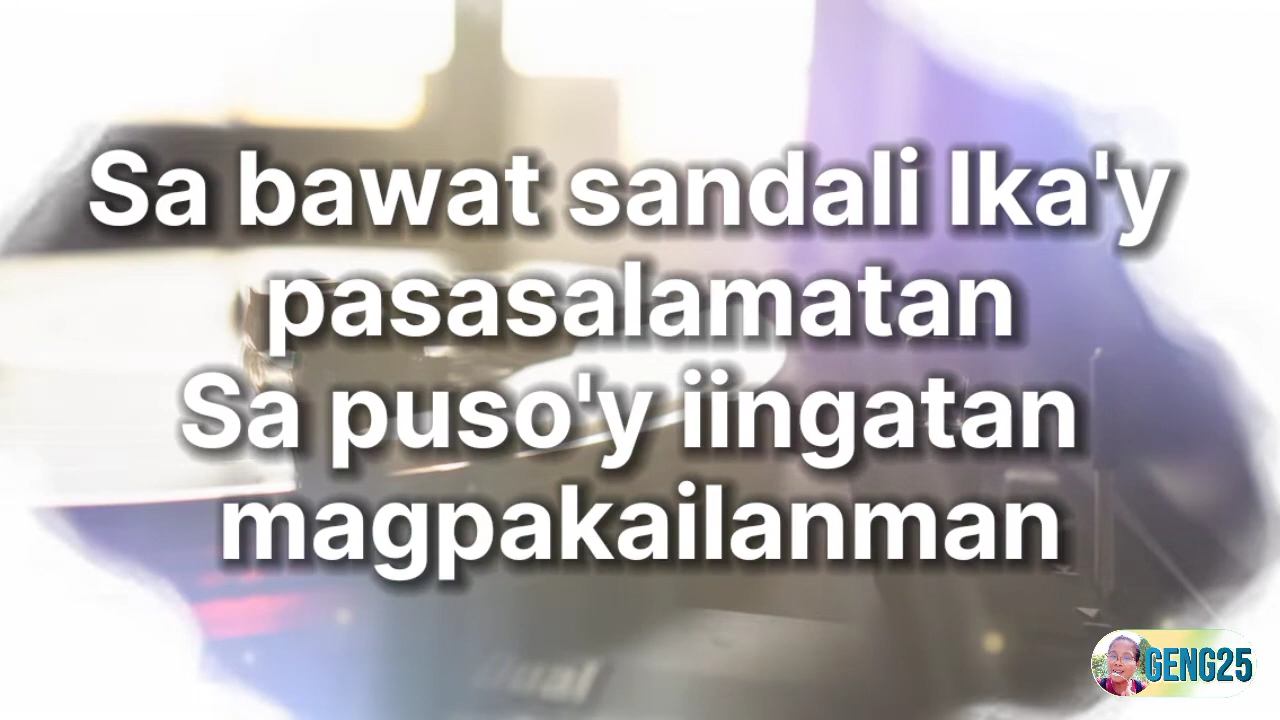 Sa bawat sandali Ika'y
pasasalamatan
Sa puso'y iingatan
magpakailanman
GENG25